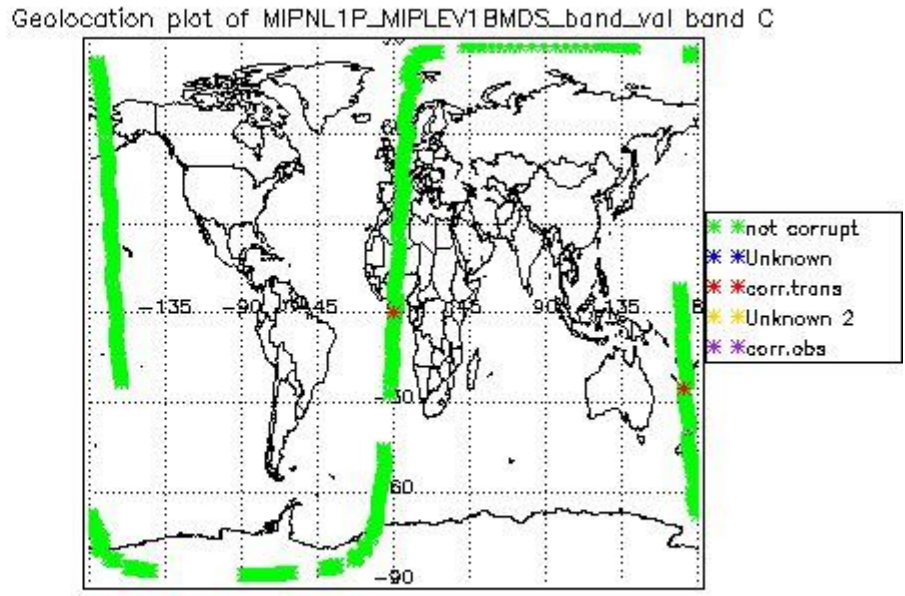 Geolocation plot of MIPNL1P_MIPLEV1BMDS_band_val band C
not corrupt
Unknown
corr.trans
Unknown 2
corr.obs
-135 -90 -45 45 90 135
-30
-60
-90